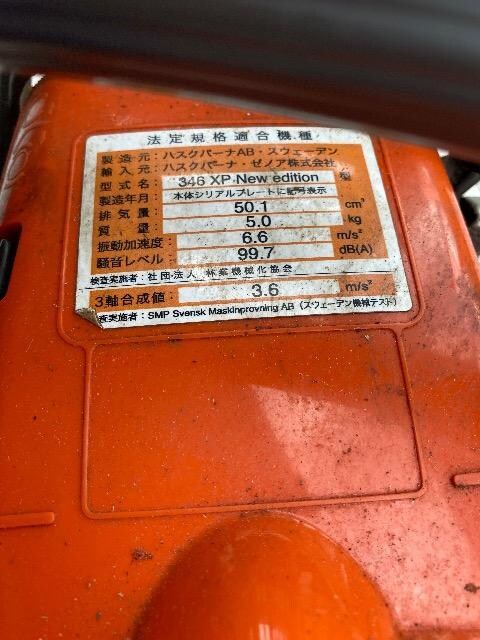 法定規格適合機種
製造元：ハスクバーナAB・スウェーデン
輸入元：ハスクバーナ・ゼノア株式会社
型式名： 346 XP・New edition 型
製造年月： 本体シリアルプレートに記号表示
排気量： 50.1 cm³
質量： 5.0 kg
振動加速度： 6.6 m/s²
騒音レベル： 99.7 dB(A)
検査実施者：社団法人 林業機械化協会
3軸合成値： 3.6 m/s²
査実施者：SMP Svensk Maskinprovning AB（スウェーデン機械テスト）